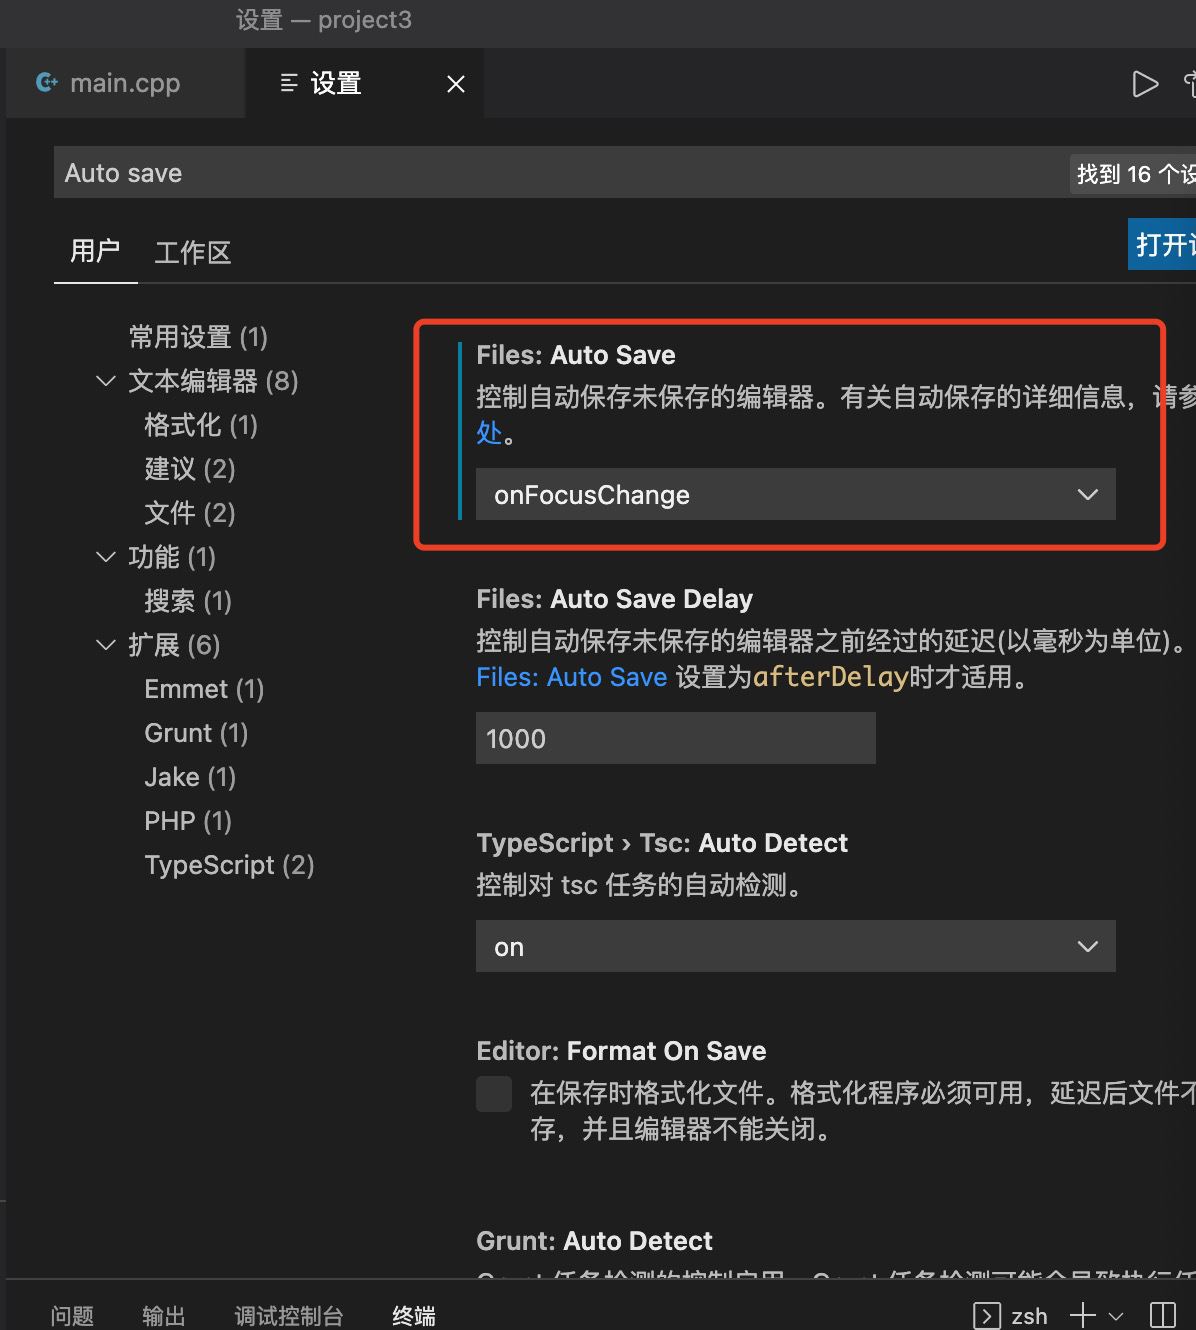 设置 — project3
main.cpp
设置
Auto save
找到 16 个设
用户
工作区
打开
常用设置 (1)
文本编辑器 (8)
格式化 (1)
建议 (2)
文件 (2)
功能 (1)
搜索 (1)
扩展 (6)
Emmet (1)
Grunt (1)
Jake (1)
PHP (1)
TypeScript (2)
Files: Auto Save
控制自动保存未保存的编辑器。有关自动保存的详细信息，请参
处。
onFocusChange
Files: Auto Save Delay
控制自动保存未保存的编辑器之前经过的延迟(以毫秒为单位)。
Files: Auto Save 设置为afterDelay时才适用。
1000
TypeScript › Tsc: Auto Detect
控制对 tsc 任务的自动检测。
on
Editor: Format On Save
在保存时格式化文件。格式化程序必须可用，延迟后文件不
存，并且编辑器不能关闭。
Grunt: Auto Detect
问题
输出
调试控制台
终端
zsh